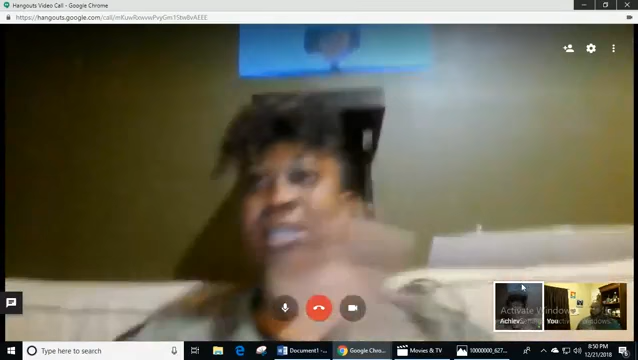 Hangouts Video Call - Google Chrome
https://hangouts.google.com/call/
Activate Windows
Achiev
You
Type here to search
Document1 -
Google Chro...
Movies & TV
8:50 PM
12/21/2018